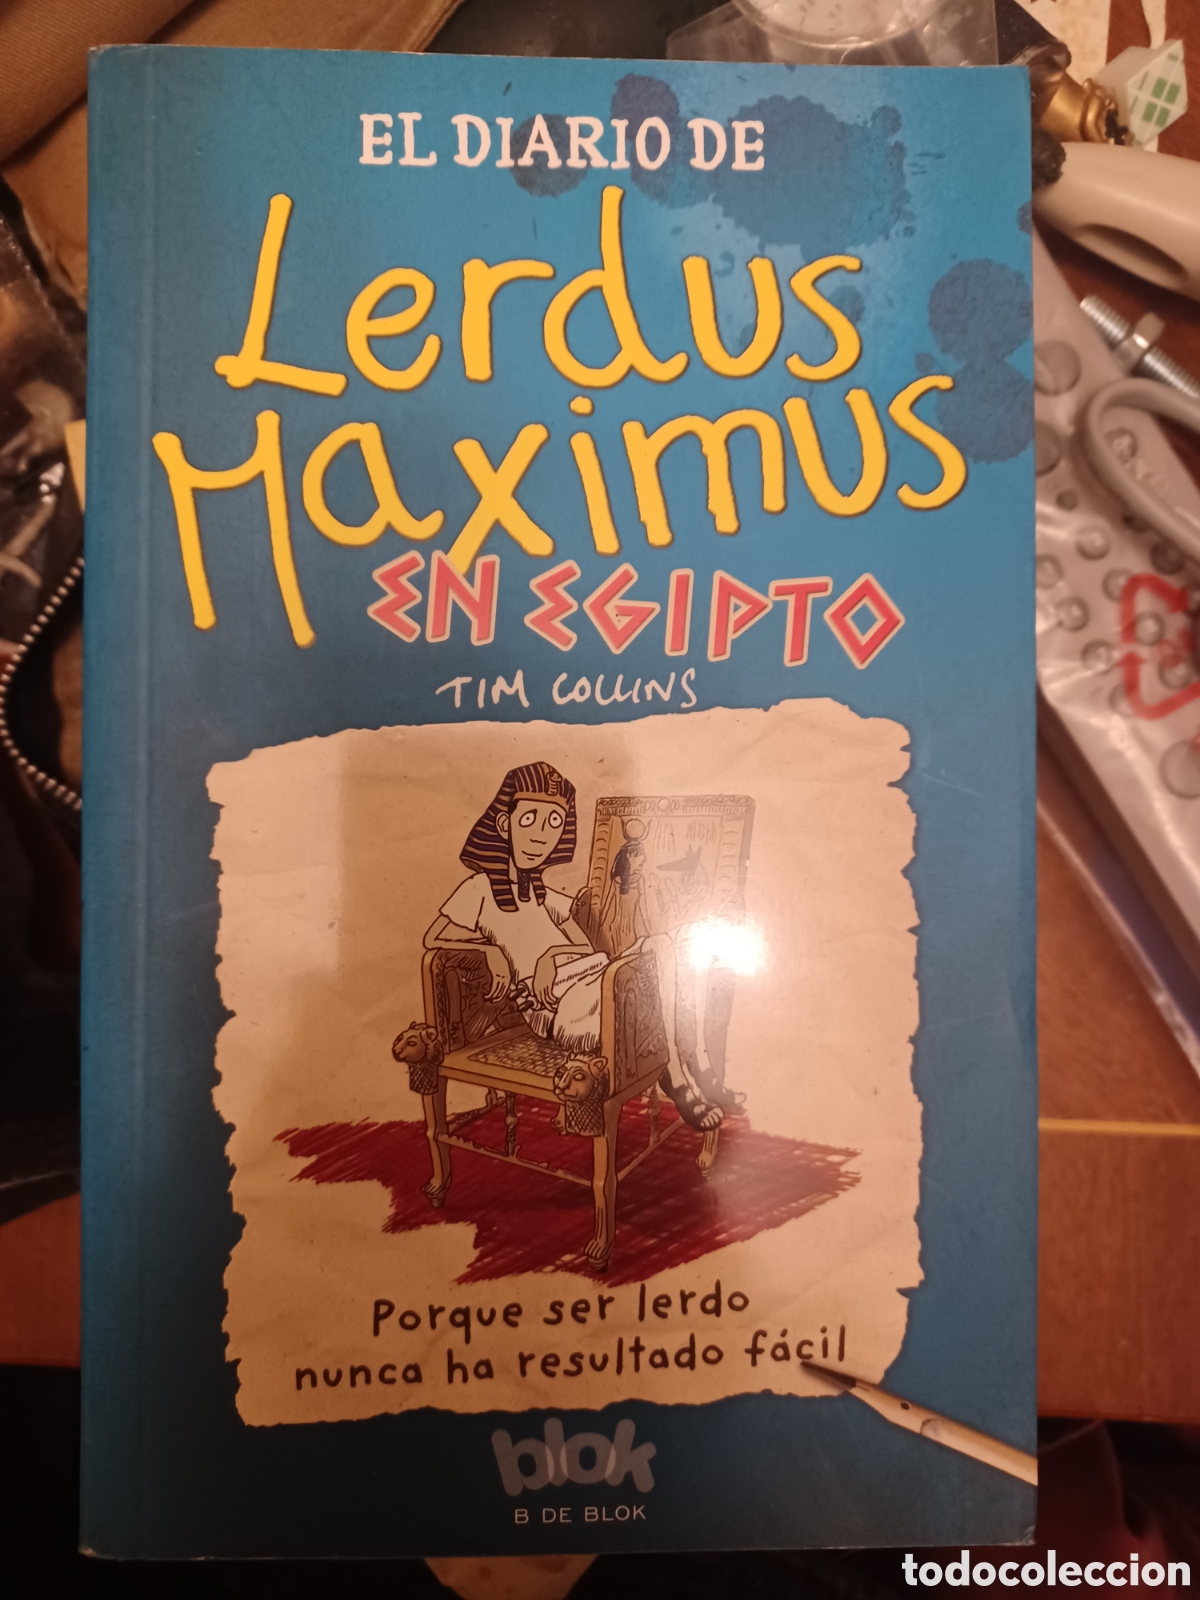 EL DIARIO DE
Lerdus
Maximus
EN EGIPTO
TIM COLLINS
Porque ser lerdo
nunca ha resultado fácil
blok
B DE BLOK
todocoleccion